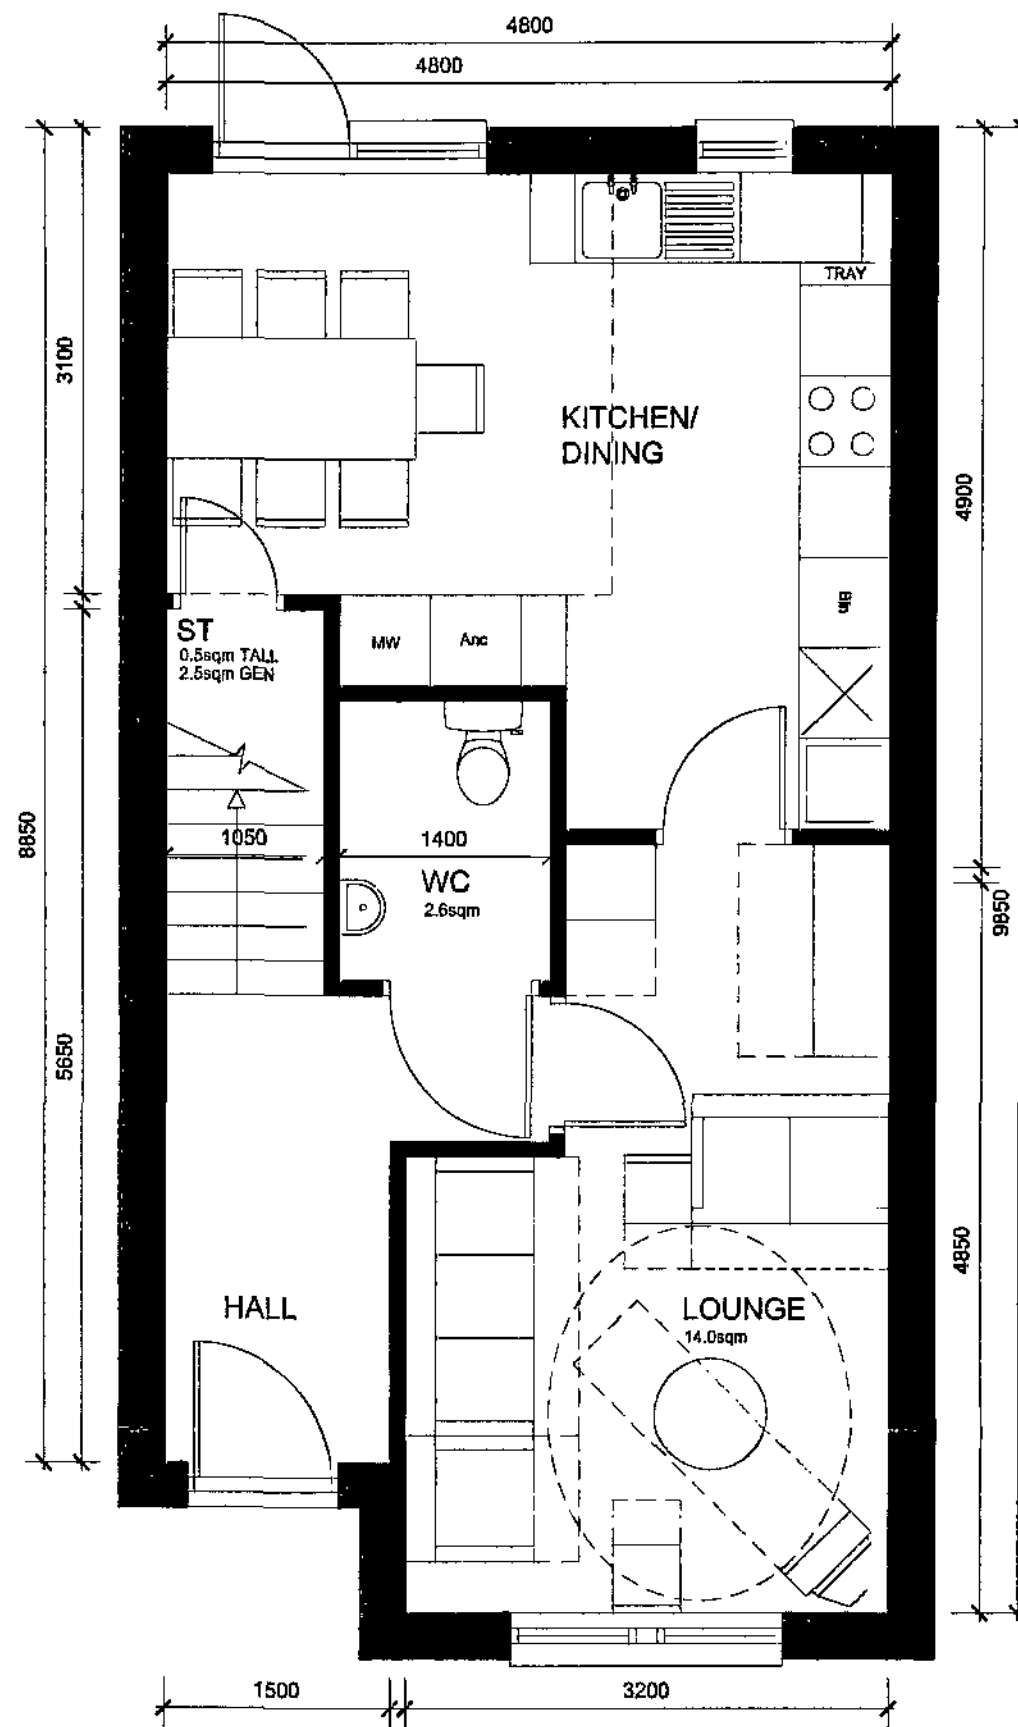 4800
4800
TRAY
3100
KITCHEN/
DINING
4900
Bin
ST
0.5sqm TALL
2.5sqm GEN
MW
Anc
8850
1050
1400
WC
2.6sqm
9850
5650
4850
HALL
LOUNGE
14.0sqm
1500
3200